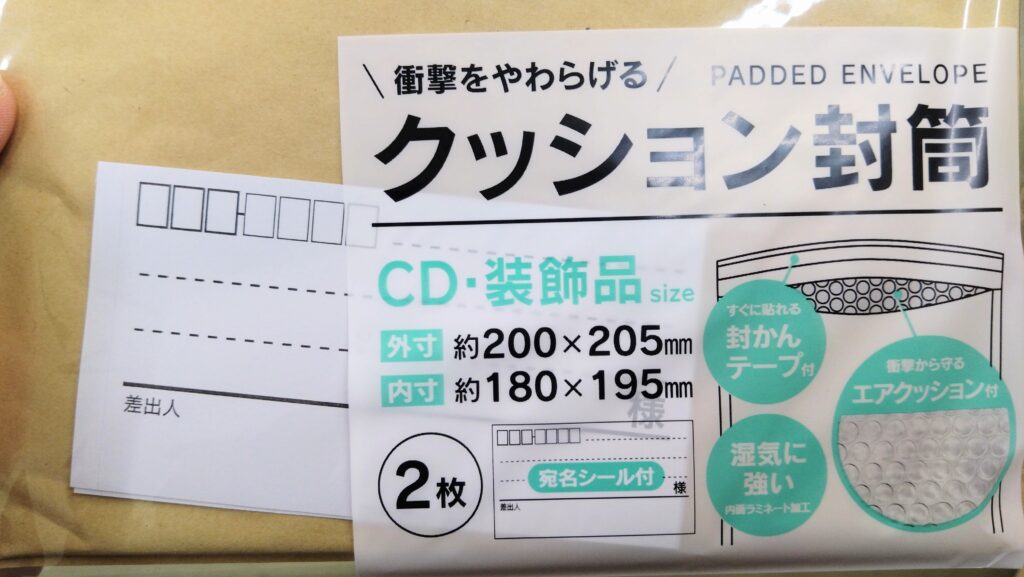 \ 衝撃をやわらげる /
PADDED ENVELOPE
クッション封筒
CD・装飾品 size
外寸 約200×205mm
内寸 約180×195mm
2枚
宛名シール付
様
差出人
すぐに貼れる
封かん
テープ付
衝撃から守る
エアクッション付
湿気に
強い
内面ラミネート加工
様
差出人